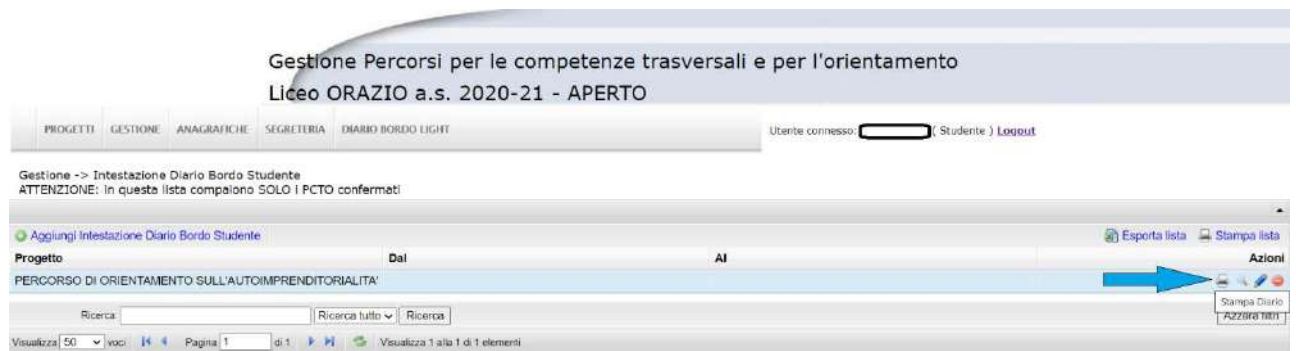 Gestione Percorsi per le competenze trasversali e per l'orientamento
Liceo ORAZIO a.s. 2020-21 - APERTO
PROGETTI GESTIONE ANAGRAFICHE SEGRETERIA DIARIO BORDO LIGHT
Utente connesso: ( Studente ) Logout
Gestione -> Intestazione Diario Bordo Studente
ATTENZIONE: in questa lista compaiono SOLO i PCTO confermati
Aggiungi Intestazione Diario Bordo Studente Esporta lista Stampa lista
Progetto Dal Al Azioni
PERCORSO DI ORIENTAMENTO SULL'AUTOIMPRENDITORIALITA'
Stampa Diario
Ricerca: Ricerca tutto Ricerca Azzera filtri
Visualizza 50 voci Pagina 1 di 1 Visualizza 1 alla 1 di 1 elementi